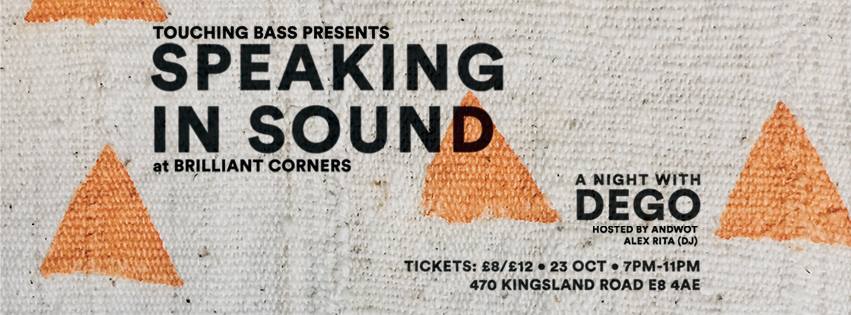 TOUCHING BASS PRESENTS
SPEAKING
IN SOUND
at BRILLIANT CORNERS
A NIGHT WITH
DEGO
HOSTED BY ANDWOT
ALEX RITA (DJ)
TICKETS: £8/£12 • 23 OCT • 7PM-11PM
470 KINGSLAND ROAD E8 4AE